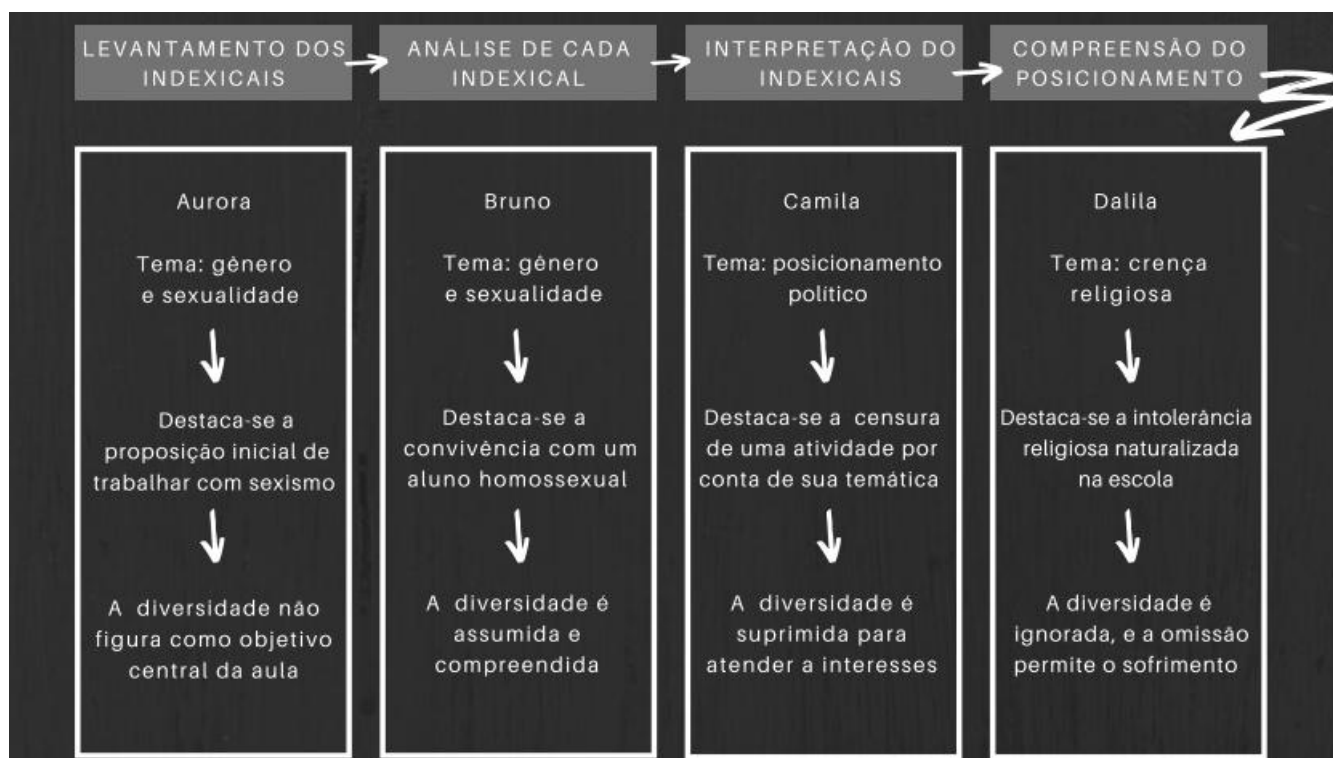 LEVANTAMENTO DOS
INDEXICAIS
ANÁLISE DE CADA
INDEXICAL
INTERPRETAÇÃO DO
INDEXICAIS
COMPREENSÃO DO
POSICIONAMENTO
Aurora
Tema: gênero
e sexualidade
Destaca-se a
proposição inicial de
trabalhar com sexismo
A diversidade não
figura como objetivo
central da aula
Bruno
Tema: gênero
e sexualidade
Destaca-se a
convivência com um
aluno homossexual
A diversidade é
assumida e
compreendida
Camila
Tema: posicionamento
político
Destaca-se a censura
de uma atividade por
conta de sua temática
A diversidade é
suprimida para
atender a interesses
Dalila
Tema: crença
religiosa
Destaca-se a intolerância
religiosa naturalizada
na escola
A diversidade é
ignorada, e a omissão
permite o sofrimento